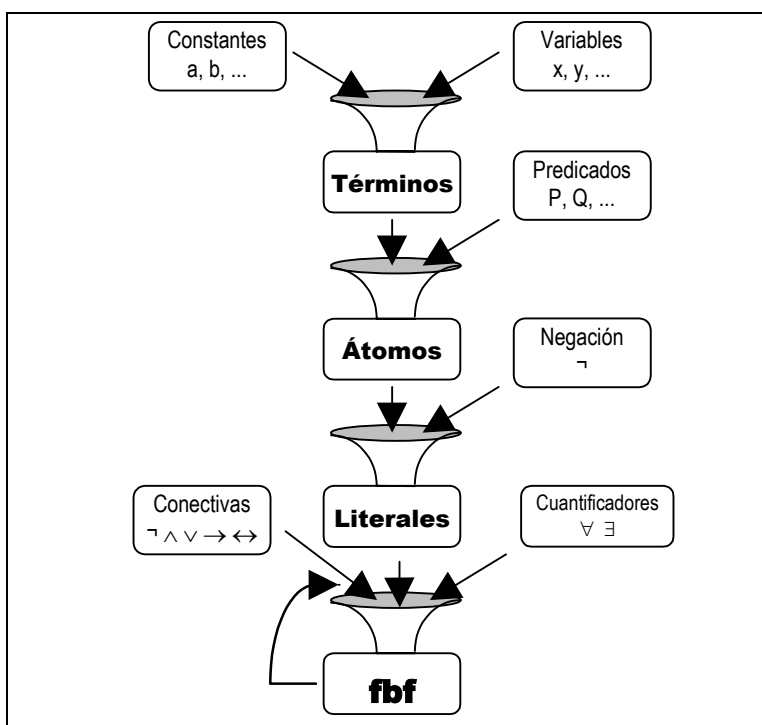 Constantes
a, b, ...
Variables
x, y, ...
Términos
Predicados
P, Q, ...
Átomos
Negación
¬
Conectivas
¬ ∧ ∨ → ↔
Literales
Cuantificadores
∀ ∃
fbf